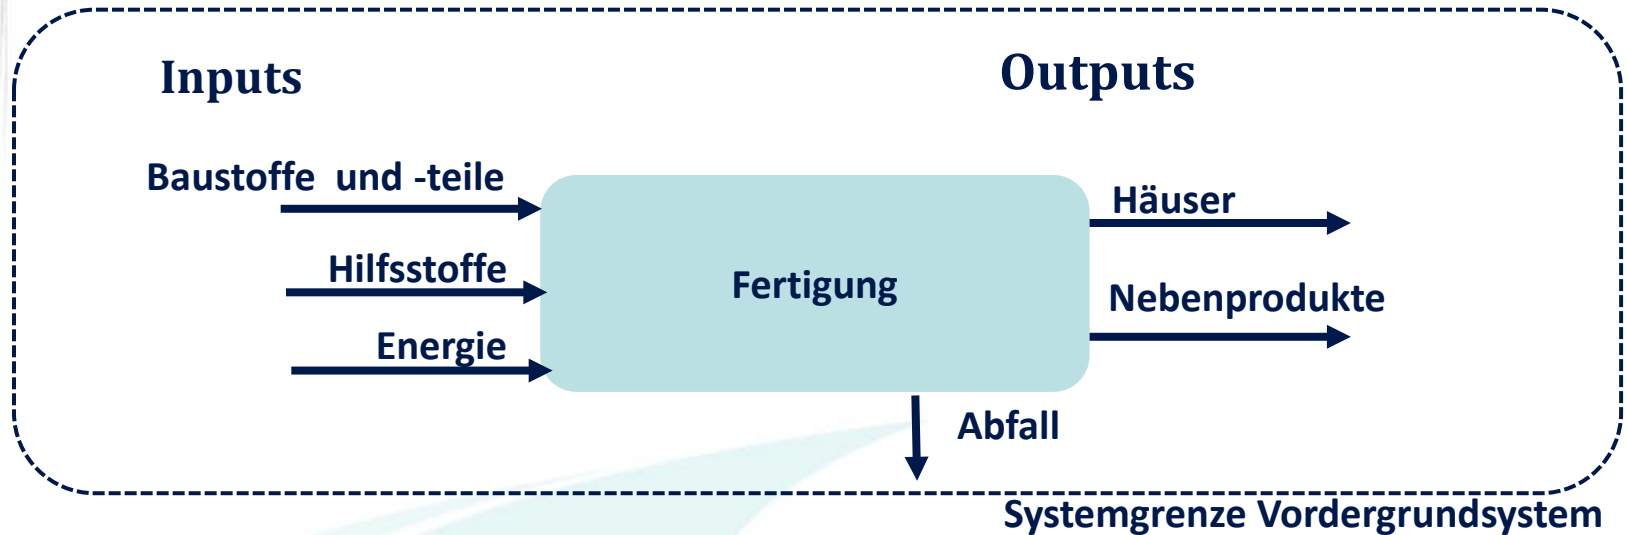 Inputs
Outputs
Baustoffe und -teile
Häuser
Hilfsstoffe
Fertigung
Nebenprodukte
Energie
Abfall
Systemgrenze Vordergrundsystem